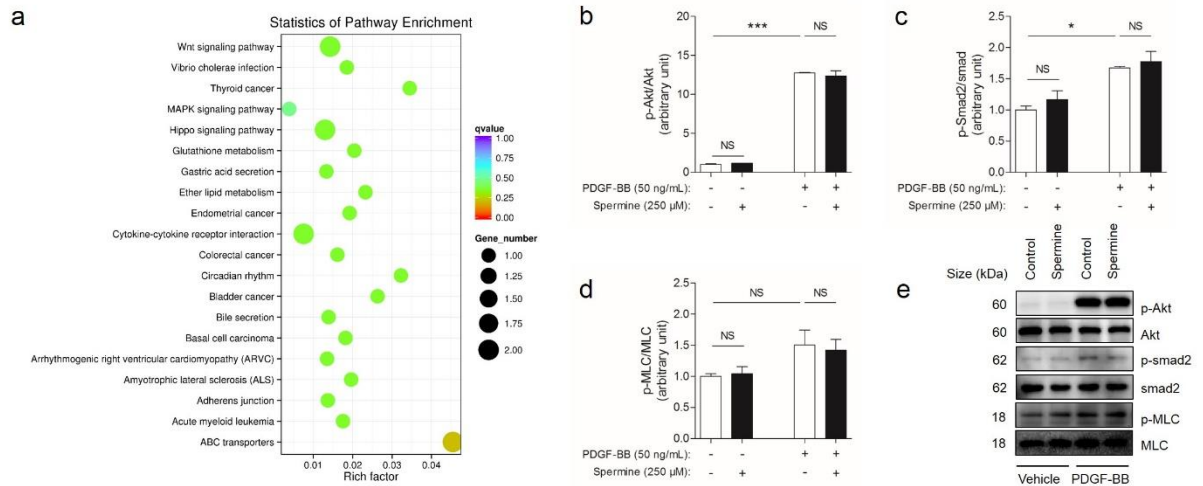 a
Statistics of Pathway Enrichment
Wnt signaling pathway
Vibrio cholerae infection
Thyroid cancer
MAPK signaling pathway
Hippo signaling pathway
Glutathione metabolism
Gastric acid secretion
Ether lipid metabolism
Endometrial cancer
Cytokine-cytokine receptor interaction
Colorectal cancer
Circadian rhythm
Bladder cancer
Bile secretion
Basal cell carcinoma
Arrhythmogenic right ventricular cardiomyopathy (ARVC)
Amyotrophic lateral sclerosis (ALS)
Adherens junction
Acute myeloid leukemia
ABC transporters
0.01 0.02 0.03 0.04
Rich factor
qvalue
1.00
0.75
0.50
0.25
0.00
Gene_number
1.00
1.25
1.50
1.75
2.00
b
p-Akt/Akt
(arbitrary unit)
20
15
10
5
0
*** NS
NS
PDGF-BB (50 ng/mL): - - + +
Spermine (250 µM): - + - +
c
p-Smad2/smad
(arbitrary unit)
2.5
2.0
1.5
1.0
0.5
0.0
* NS
NS
PDGF-BB (50 ng/mL): - - + +
Spermine (250 µM): - + - +
d
p-MLC/MLC
(arbitrary unit)
2.5
2.0
1.5
1.0
0.5
0.0
NS NS
NS
PDGF-BB (50 ng/mL): - - + +
Spermine (250 µM): - + - +
e
Size (kDa) Control Spermine Control Spermine
60 p-Akt
60 Akt
62 p-smad2
62 smad2
18 p-MLC
18 MLC
Vehicle PDGF-BB